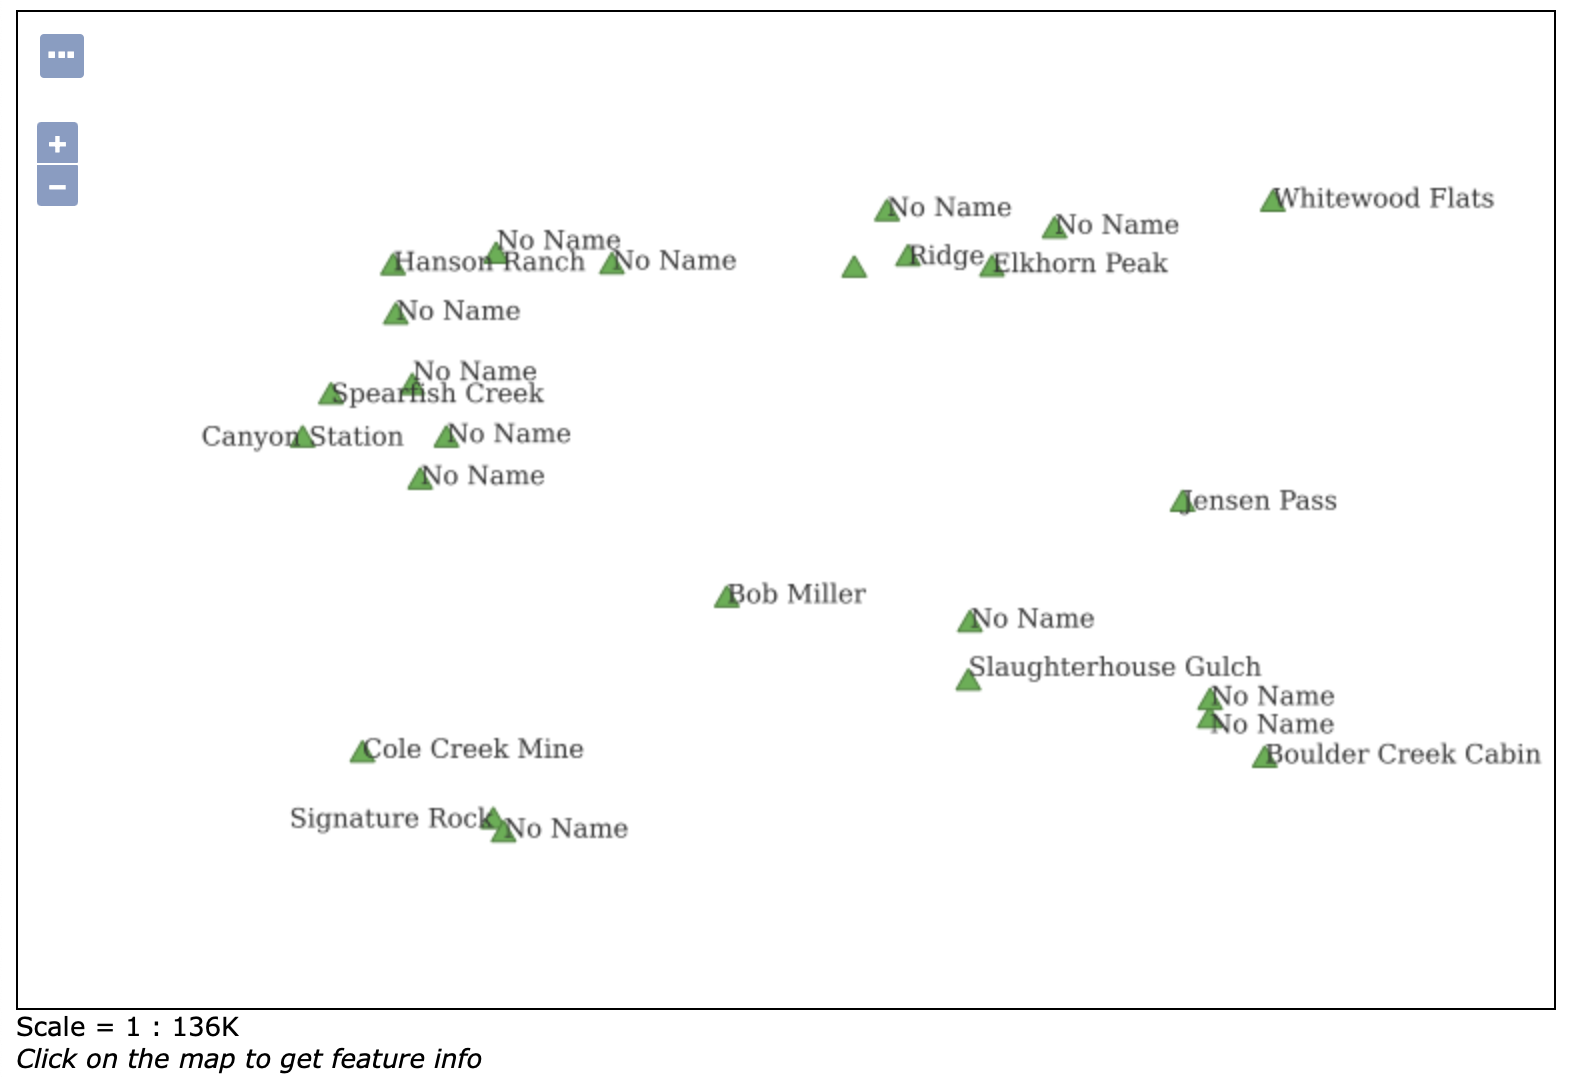 ...
+
−
Whitewood Flats
No Name
No Name
No Name
Hanson Ranch
No Name
Ridge
Elkhorn Peak
No Name
No Name
Spearfish Creek
Canyon Station
No Name
No Name
Jensen Pass
Bob Miller
No Name
Slaughterhouse Gulch
No Name
No Name
Cole Creek Mine
Boulder Creek Cabin
Signature Rock
No Name
Scale = 1 : 136K
Click on the map to get feature info